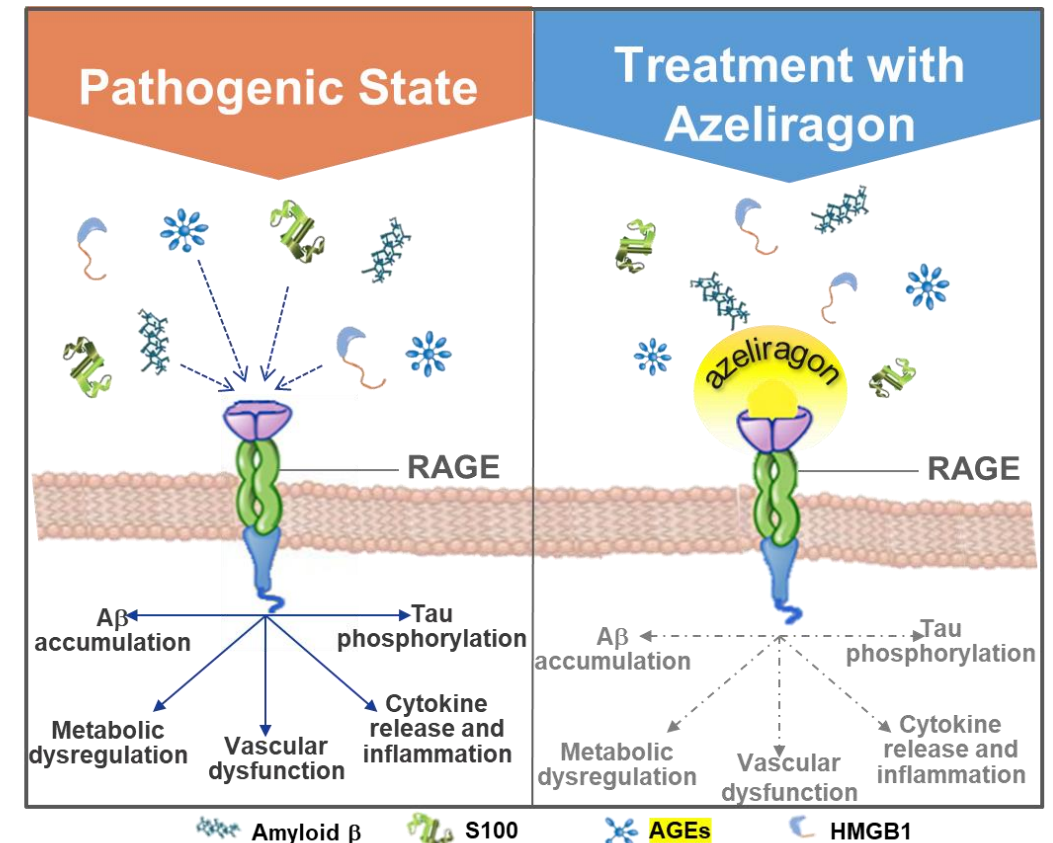 Pathogenic State
Treatment with
Azeliragon
azeliragon
RAGE
RAGE
Aβ
accumulation
Tau
phosphorylation
Metabolic
dysregulation
Vascular
dysfunction
Cytokine
release and
inflammation
Aβ
accumulation
Tau
phosphorylation
Metabolic
dysregulation
Vascular
dysfunction
Cytokine
release and
inflammation
Amyloid β
S100
AGEs
HMGB1